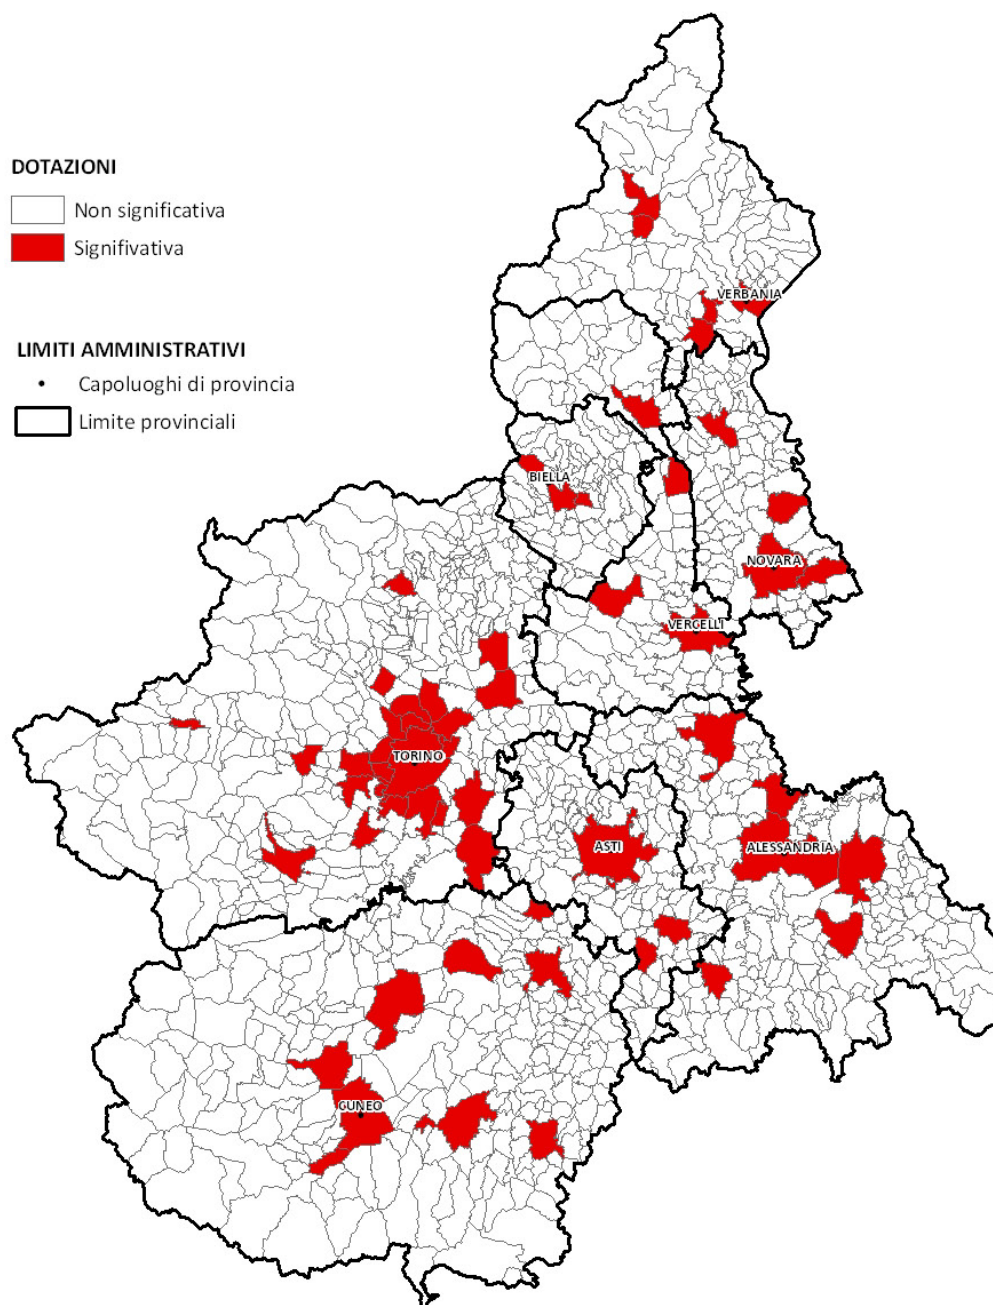 DOTAZIONI
Non significativa
Signifivativa
LIMITI AMMINISTRATIVI
Capoluoghi di provincia
Limite provinciali
VERBANIA
BIELLA
NOVARA
VERCELLI
TORINO
ASTI
ALESSANDRIA
CUNEO